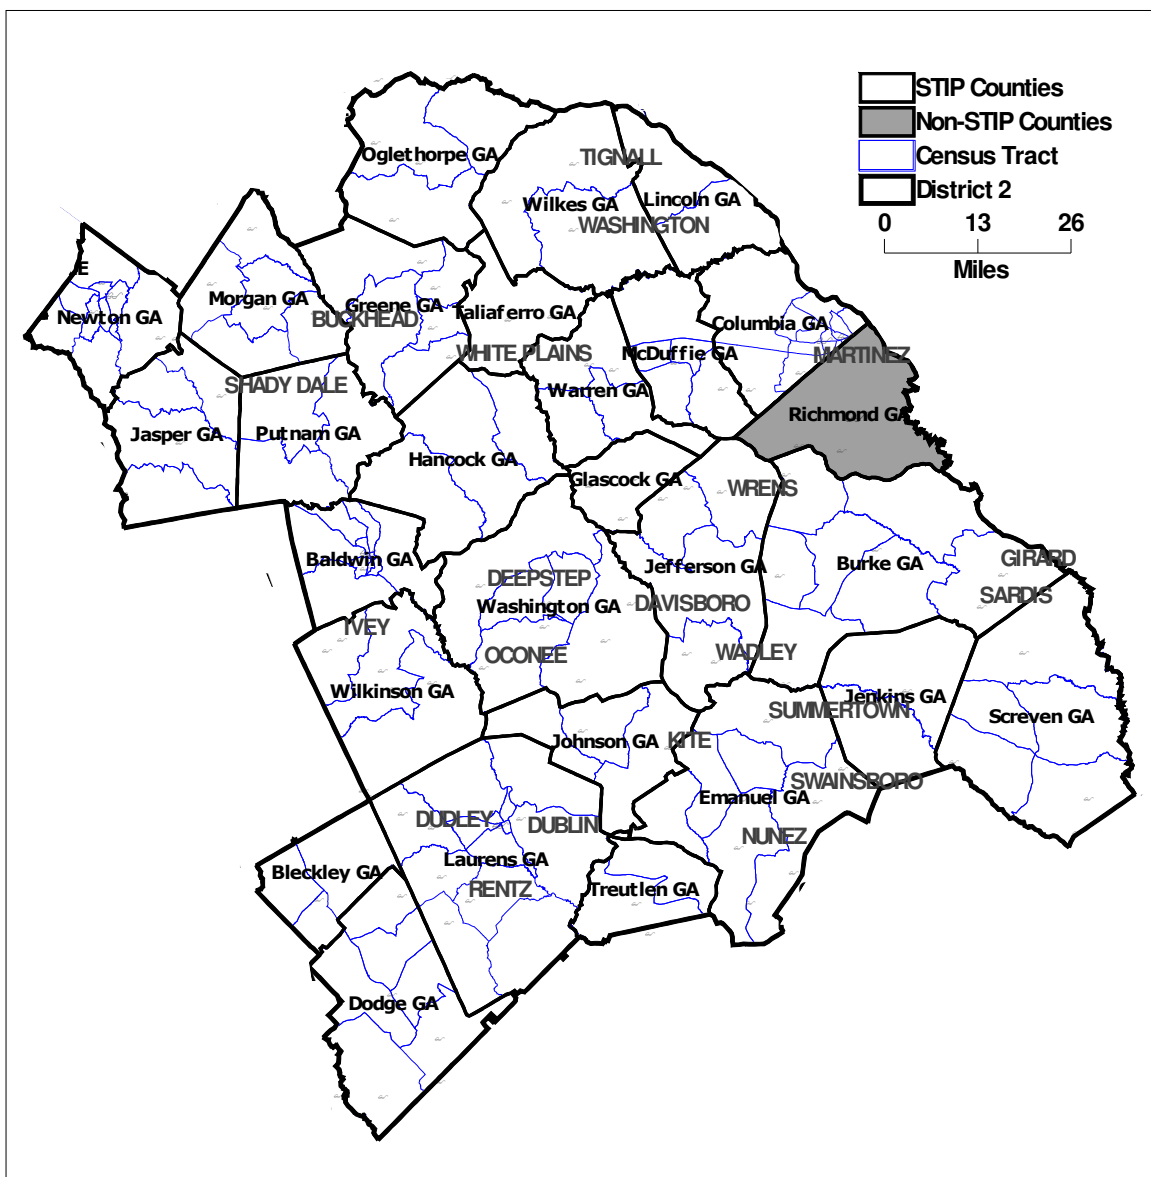 STIP Counties
Non-STIP Counties
Census Tract
District 2
0 13 26
Miles
Oglethorpe GA
TIGNALL
Wilkes GA
Lincoln GA
WASHINGTON
E
Newton GA
Morgan GA
Greene GA
BUCKHEAD
Taliaferro GA
Columbia GA
WHITE PLAINS
McDuffie GA
MARTINEZ
SHADY DALE
Warren GA
Richmond GA
Jasper GA
Putnam GA
Hancock GA
Glascock GA
WRENS
Baldwin GA
Jefferson GA
Burke GA
GIRARD
DEEPSTEP
Washington GA
DAVISBORO
SARDIS
IVEY
OCONEE
WADLEY
Wilkinson GA
Jenkins GA
SUMMERTOWN
Screven GA
Johnson GA
KITE
SWAINSBORO
Emanuel GA
DUDLEY
DUBLIN
NUNEZ
Laurens GA
Bleckley GA
RENTZ
Treutlen GA
Dodge GA